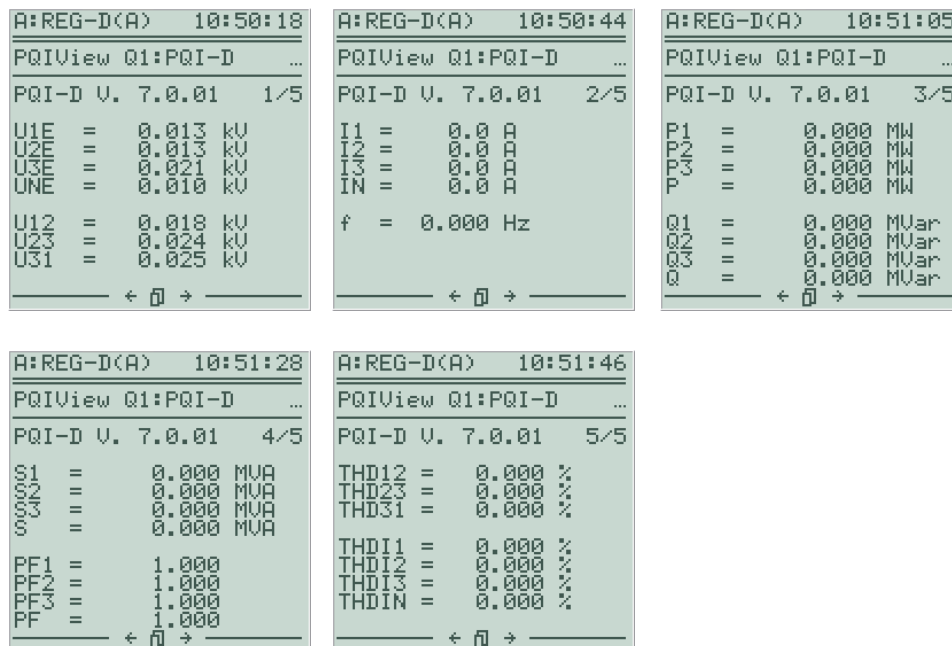 A:REG-D(A) 10:50:18
PQIView Q1:PQI-D ...
PQI-D V. 7.0.01 1/5
U1E = 0.013 kV
U2E = 0.013 kV
U3E = 0.021 kV
UNE = 0.010 kV
U12 = 0.018 kV
U23 = 0.024 kV
U31 = 0.025 kV
A:REG-D(A) 10:50:44
PQIView Q1:PQI-D ...
PQI-D V. 7.0.01 2/5
I1 = 0.0 A
I2 = 0.0 A
I3 = 0.0 A
IN = 0.0 A
f = 0.000 Hz
A:REG-D(A) 10:51:05
PQIView Q1:PQI-D ...
PQI-D V. 7.0.01 3/5
P1 = 0.000 MW
P2 = 0.000 MW
P3 = 0.000 MW
P = 0.000 MW
Q1 = 0.000 MVar
Q2 = 0.000 MVar
Q3 = 0.000 MVar
Q = 0.000 MVar
A:REG-D(A) 10:51:28
PQIView Q1:PQI-D ...
PQI-D V. 7.0.01 4/5
S1 = 0.000 MVA
S2 = 0.000 MVA
S3 = 0.000 MVA
S = 0.000 MVA
PF1 = 1.000
PF2 = 1.000
PF3 = 1.000
PF = 1.000
A:REG-D(A) 10:51:46
PQIView Q1:PQI-D ...
PQI-D V. 7.0.01 5/5
THD12 = 0.000 %
THD23 = 0.000 %
THD31 = 0.000 %
THDI1 = 0.000 %
THDI2 = 0.000 %
THDI3 = 0.000 %
THDIN = 0.000 %